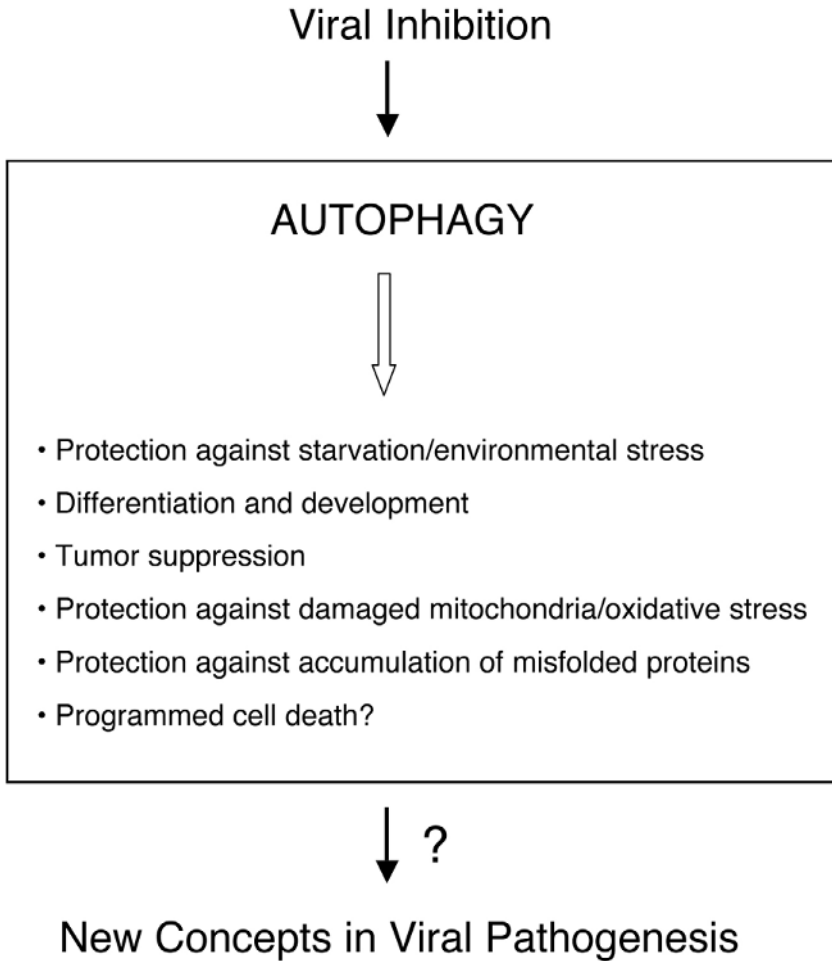 Viral Inhibition
AUTOPHAGY
• Protection against starvation/environmental stress
• Differentiation and development
• Tumor suppression
• Protection against damaged mitochondria/oxidative stress
• Protection against accumulation of misfolded proteins
• Programmed cell death?
?
New Concepts in Viral Pathogenesis